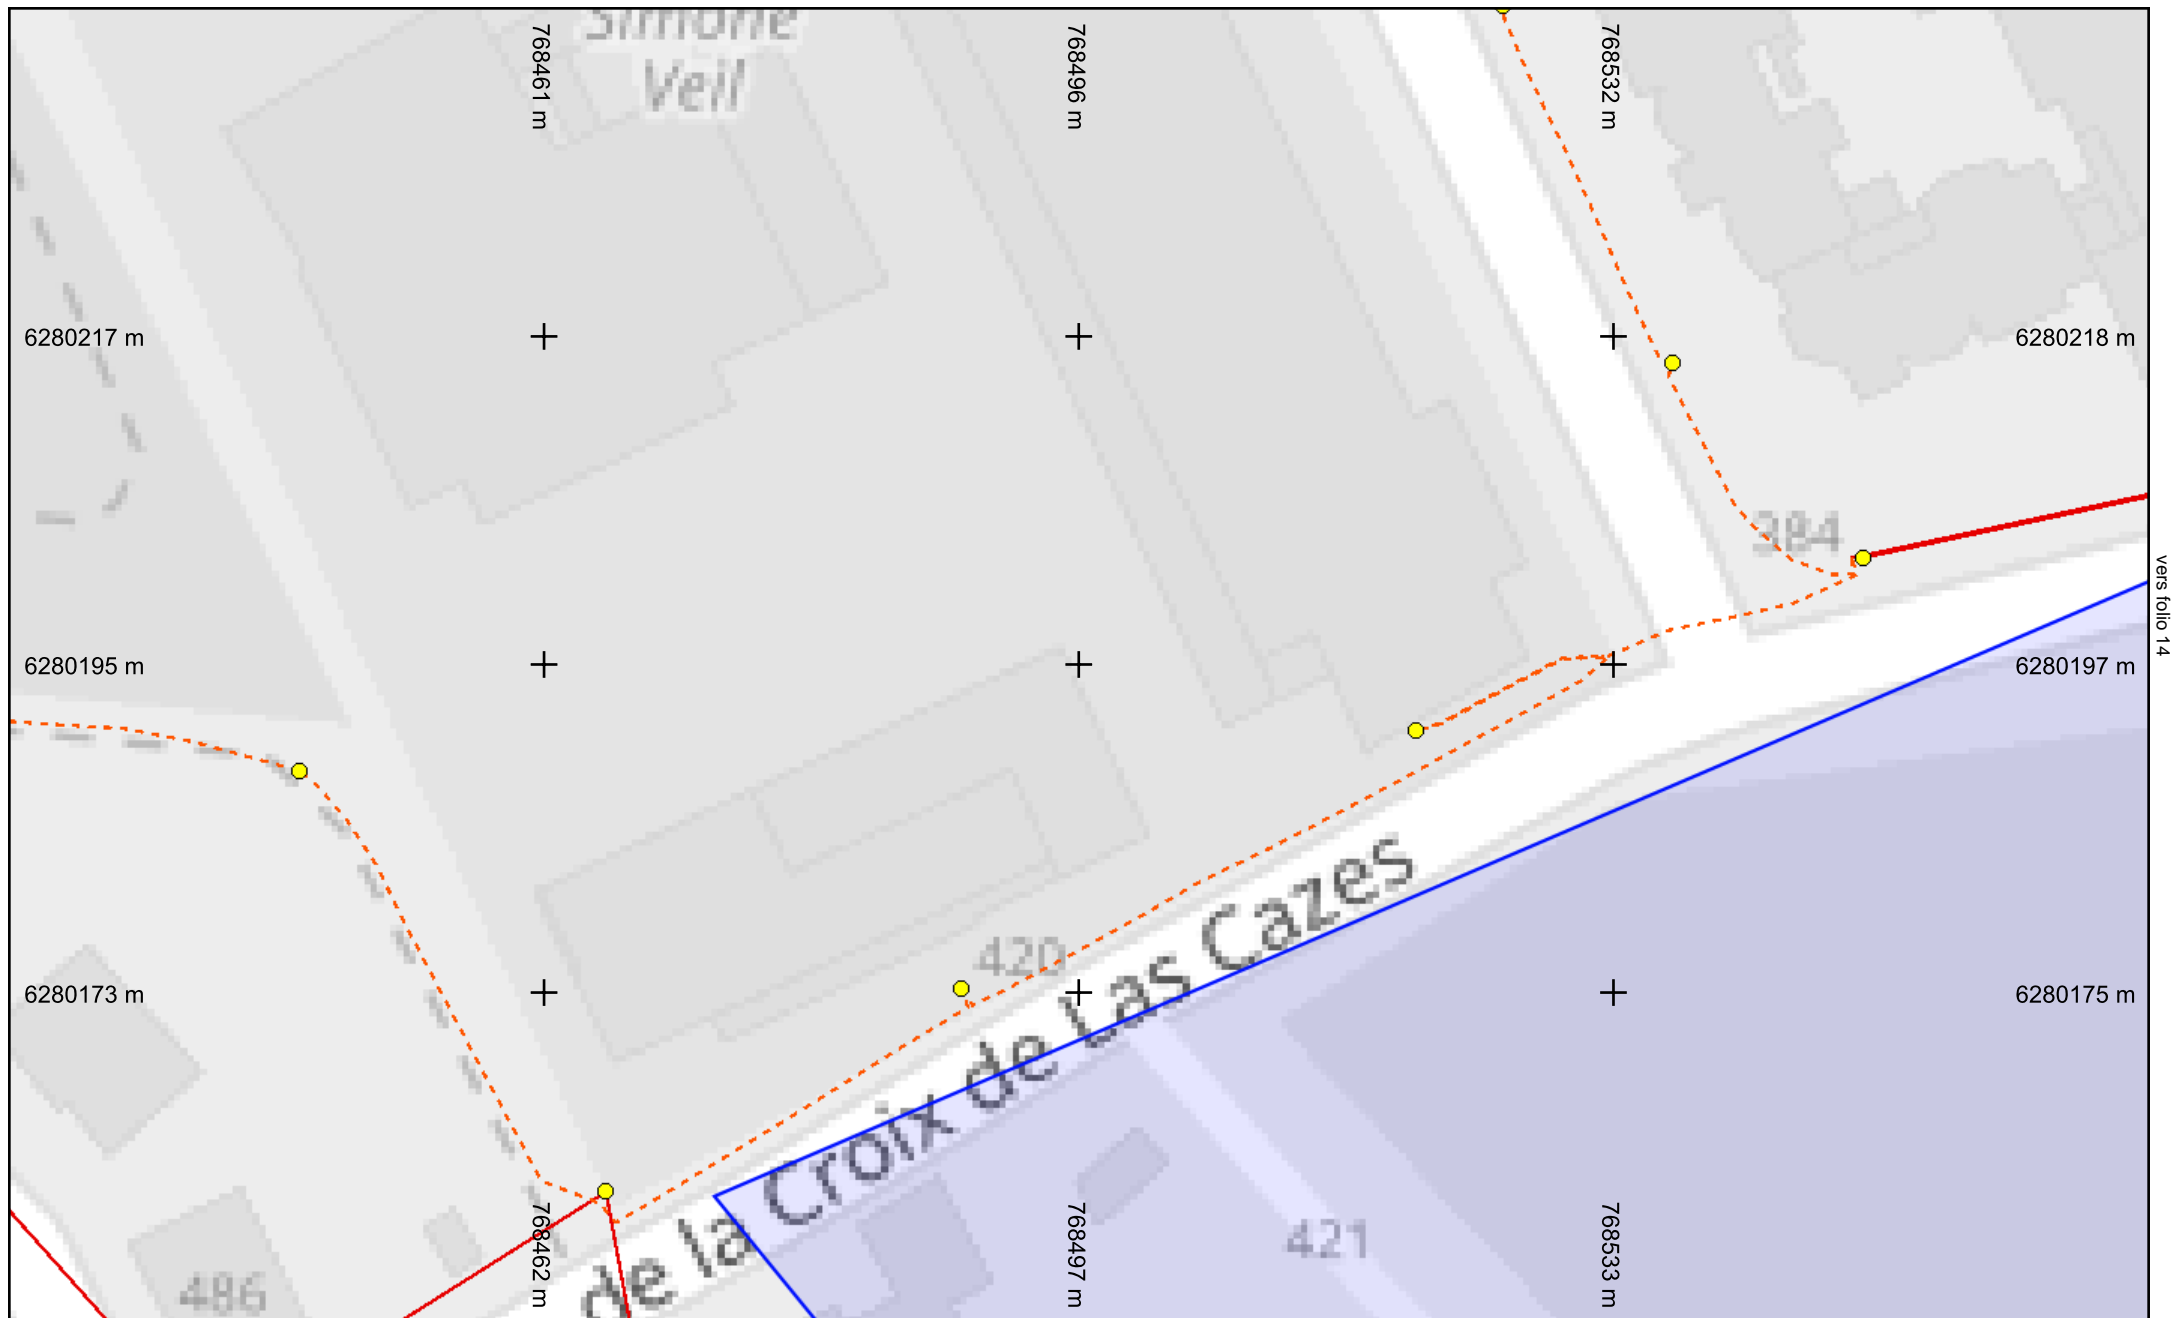 Simone
Veil
768461 m
768496 m
768532 m
6280217 m
6280218 m
384
vers folio 14
6280195 m
6280197 m
420
6280173 m
6280175 m
de la Croix de Las Cazes
421
486
768462 m
768497 m
768533 m